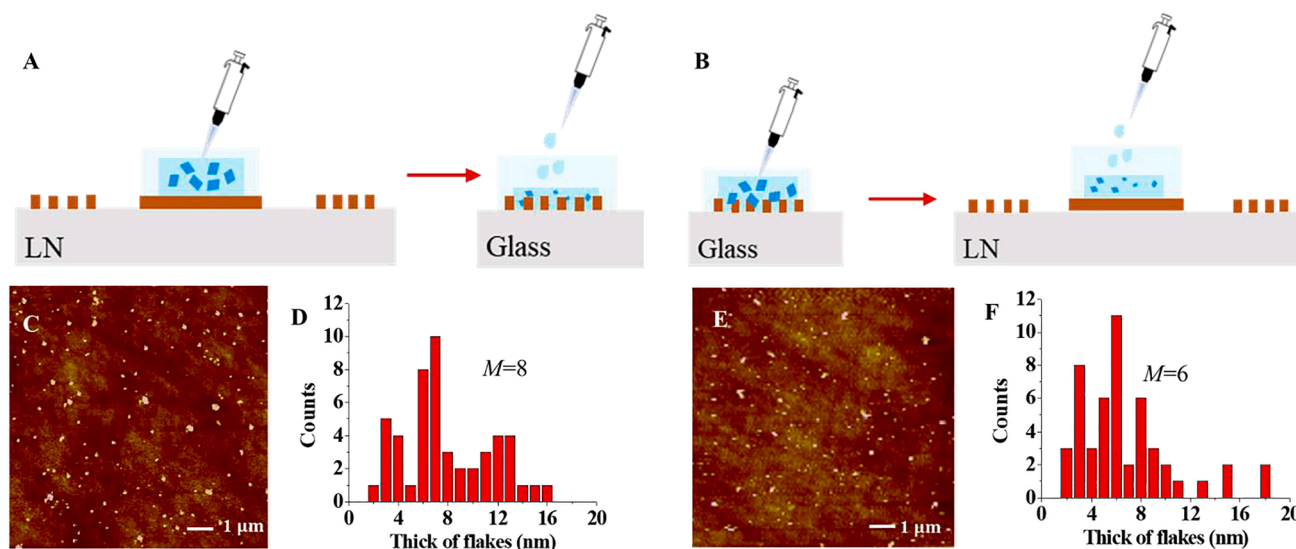 A
B
LN
Glass
Glass
LN
C
1 μm
D
12
10
8
6
4
2
0
Counts
M=8
0 4 8 12 16 20
Thick of flakes (nm)
E
1 μm
F
12
10
8
6
4
2
0
Counts
M=6
0 4 8 12 16 20
Thick of flakes (nm)